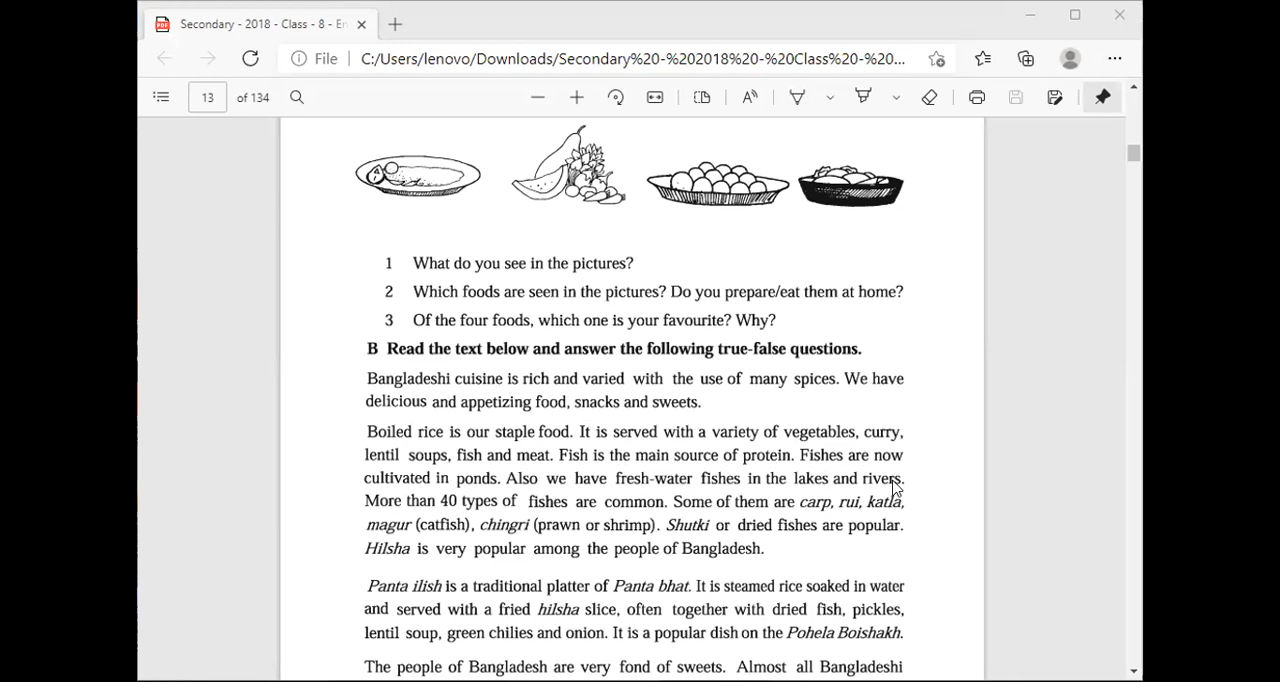 Secondary - 2018 - Class - 8 - En
File C:/Users/lenovo/Downloads/Secondary%20-%202018%20-%20Class%20-%20...
13 of 134
1 What do you see in the pictures?
2 Which foods are seen in the pictures? Do you prepare/eat them at home?
3 Of the four foods, which one is your favourite? Why?
B Read the text below and answer the following true-false questions.
Bangladeshi cuisine is rich and varied with the use of many spices. We have
delicious and appetizing food, snacks and sweets.
Boiled rice is our staple food. It is served with a variety of vegetables, curry,
lentil soups, fish and meat. Fish is the main source of protein. Fishes are now
cultivated in ponds. Also we have fresh-water fishes in the lakes and rivers.
More than 40 types of fishes are common. Some of them are carp, rui, katla,
magur (catfish), chingri (prawn or shrimp). Shutki or dried fishes are popular.
Hilsha is very popular among the people of Bangladesh.
Panta ilish is a traditional platter of Panta bhat. It is steamed rice soaked in water
and served with a fried hilsha slice, often together with dried fish, pickles,
lentil soup, green chilies and onion. It is a popular dish on the Pohela Boishakh.
The people of Bangladesh are very fond of sweets. Almost all Bangladeshi